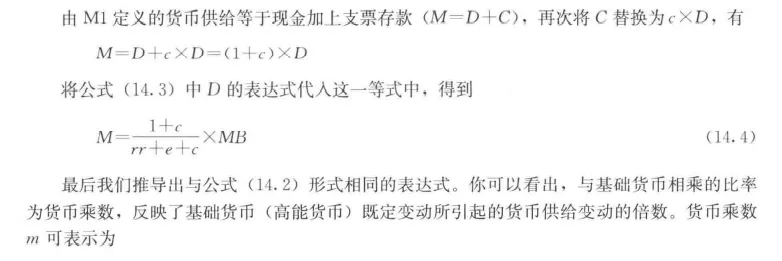 由 M1 定义的货币供给等于现金加上支票存款（M=D+C），再次将 C 替换为 c×D，有
M=D+c×D=(1+c)×D
将公式（14.3）中 D 的表达式代入这一等式中，得到
M=\frac{1+c}{rr+e+c}×MB (14.4)
最后我们推导出与公式（14.2）形式相同的表达式。你可以看出，与基础货币相乘的比率
为货币乘数，反映了基础货币（高能货币）既定变动所引起的货币供给变动的倍数。货币乘数
m 可表示为